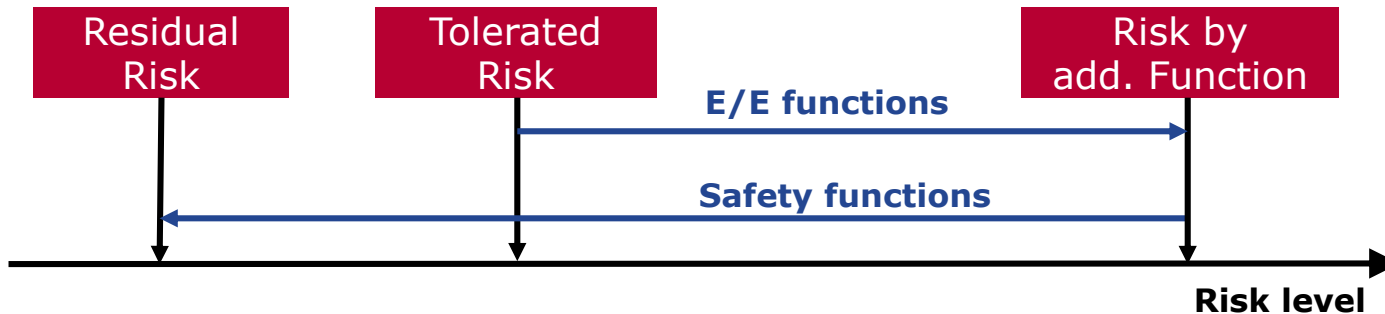 Residual
Risk
Tolerated
Risk
Risk by
add. Function
E/E functions
Safety functions
Risk level